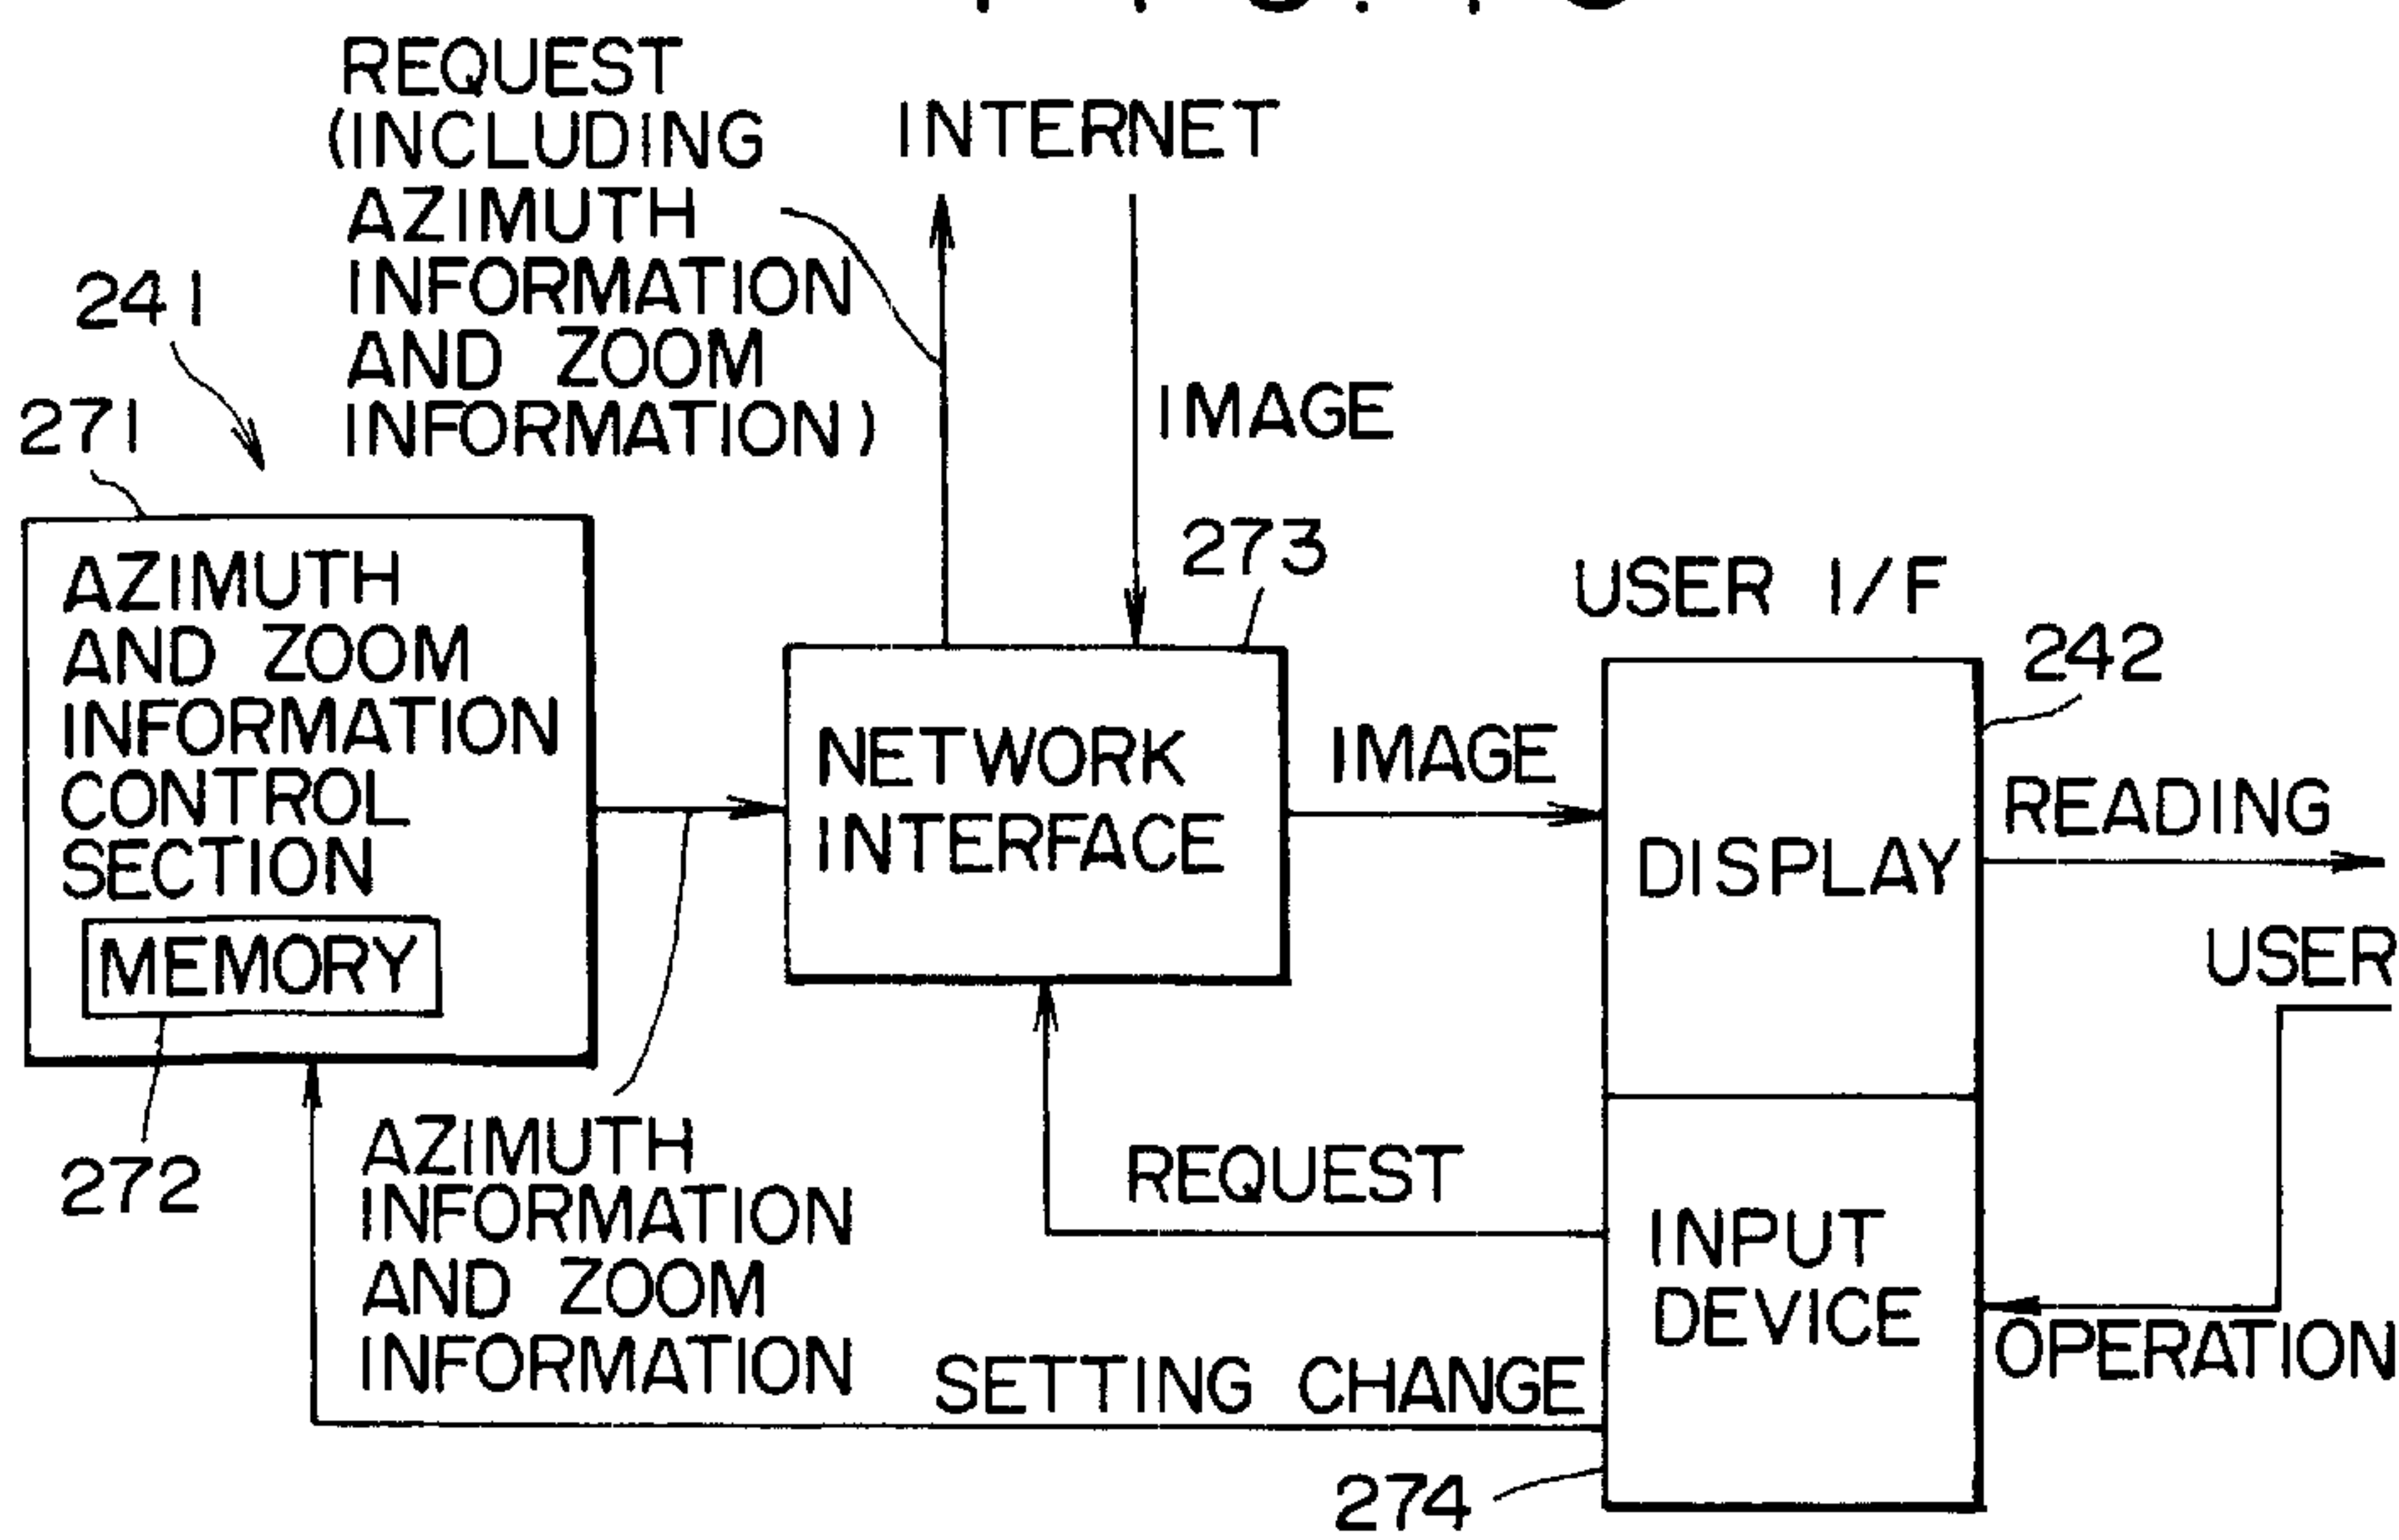 REQUEST
(INCLUDING
AZIMUTH
INFORMATION
AND ZOOM
INFORMATION)
INTERNET
241
271
IMAGE
273
AZIMUTH
AND ZOOM
INFORMATION
CONTROL
SECTION
MEMORY
272
NETWORK
INTERFACE
IMAGE
USER I/F
242
DISPLAY
READING
USER
AZIMUTH
INFORMATION
AND ZOOM
INFORMATION
REQUEST
INPUT
DEVICE
OPERATION
SETTING CHANGE
274